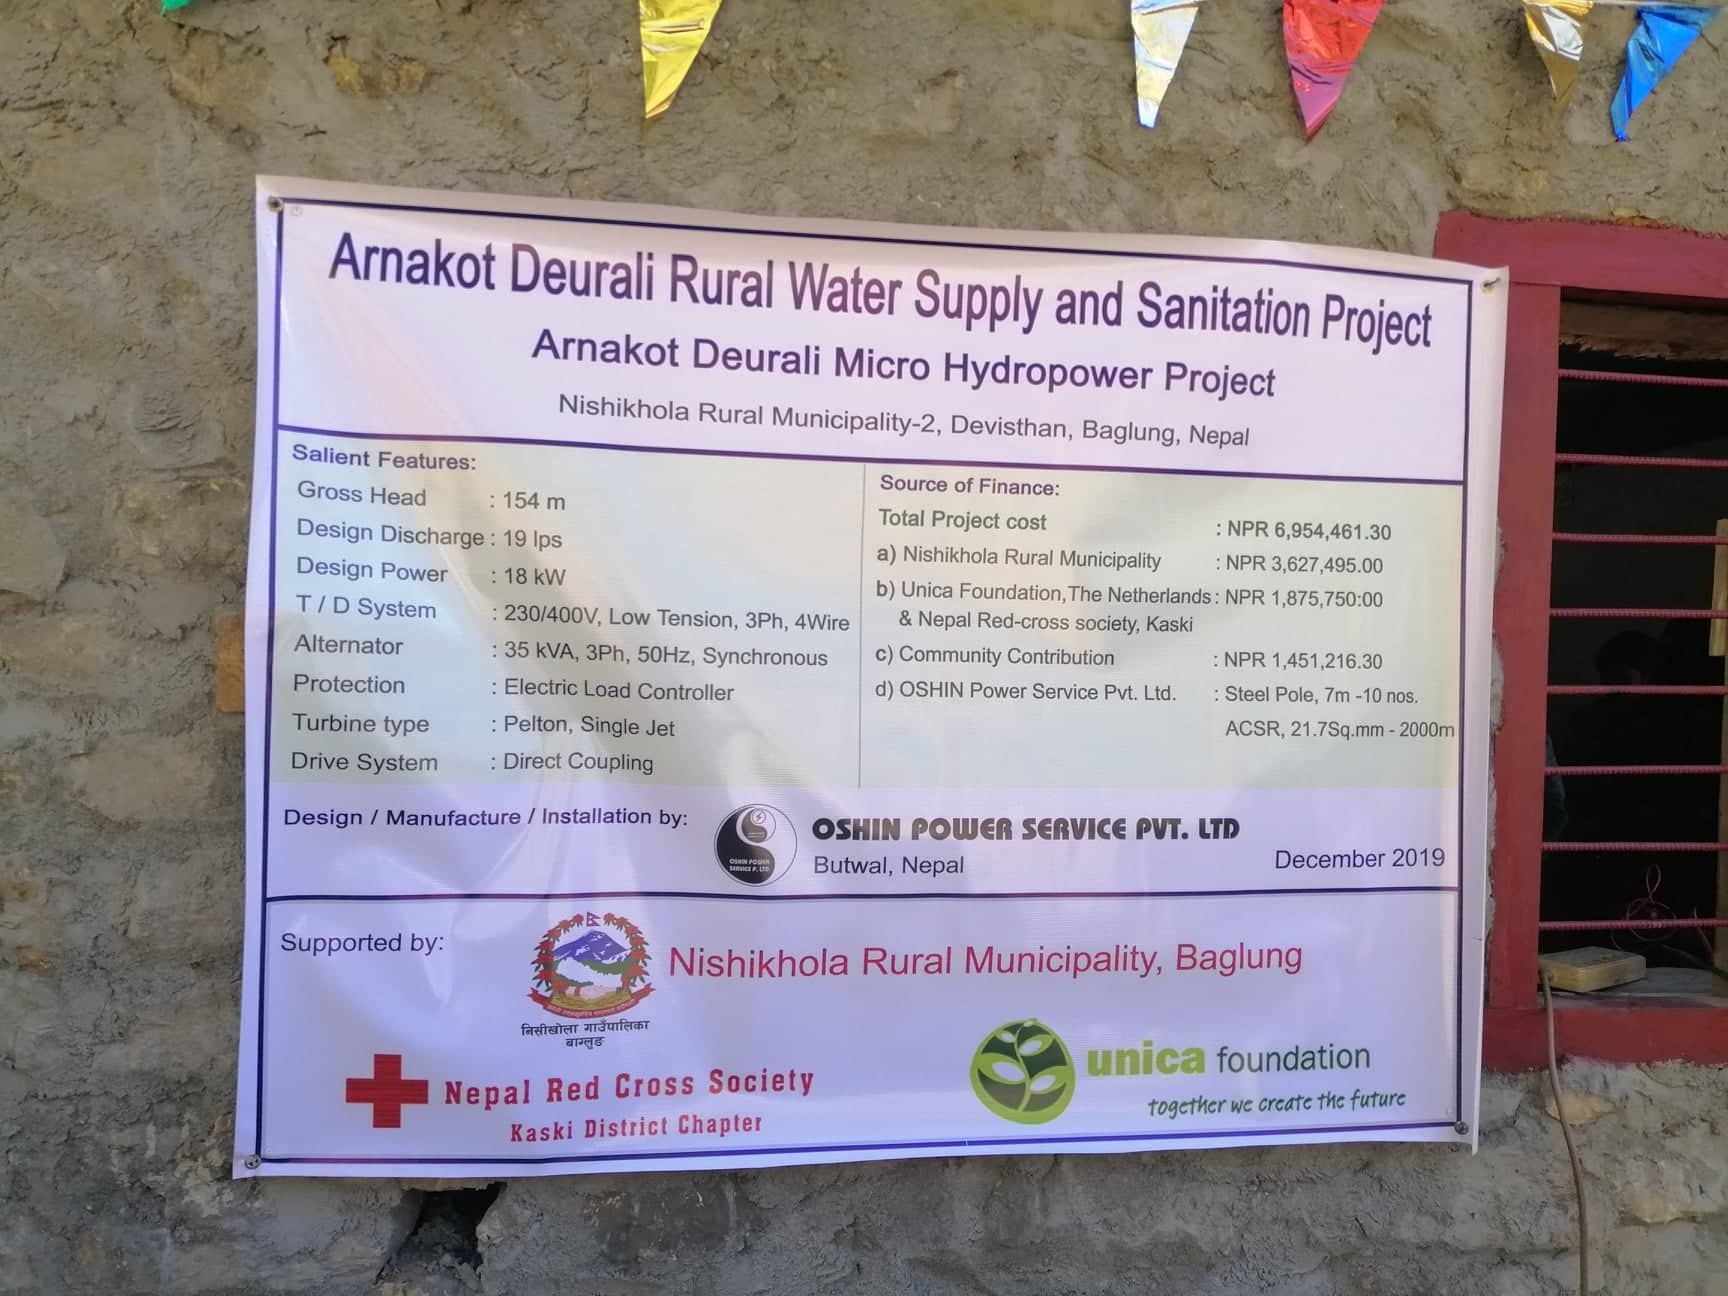 Arnakot Deurali Rural Water Supply and Sanitation Project
Arnakot Deurali Micro Hydropower Project
Nishikhola Rural Municipality-2, Devisthan, Baglung, Nepal
Salient Features:
Gross Head : 154 m
Design Discharge : 19 lps
Design Power : 18 kW
T / D System : 230/400V, Low Tension, 3Ph, 4Wire
Alternator : 35 kVA, 3Ph, 50Hz, Synchronous
Protection : Electric Load Controller
Turbine type : Pelton, Single Jet
Drive System : Direct Coupling
Source of Finance:
Total Project cost : NPR 6,954,461.30
a) Nishikhola Rural Municipality : NPR 3,627,495.00
b) Unica Foundation,The Netherlands : NPR 1,875,750:00
& Nepal Red-cross society, Kaski
c) Community Contribution : NPR 1,451,216.30
d) OSHIN Power Service Pvt. Ltd. : Steel Pole, 7m -10 nos.
ACSR, 21.7Sq.mm - 2000m
Design / Manufacture / Installation by:
OSHIN POWER
SERVICE P. LTD.
OSHIN POWER SERVICE PVT. LTD
Butwal, Nepal
December 2019
Supported by:
निसीखोला गाउँपालिका
बाग्लुङ
Nishikhola Rural Municipality, Baglung
Nepal Red Cross Society
Kaski District Chapter
unica foundation
together we create the future